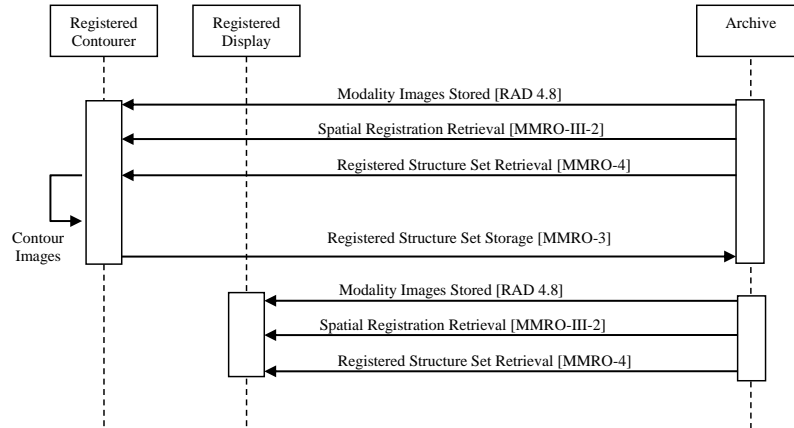 Registered
Contourer
Registered
Display
Archive
Modality Images Stored [RAD 4.8]
Spatial Registration Retrieval [MMRO-III-2]
Registered Structure Set Retrieval [MMRO-4]
Contour
Images
Registered Structure Set Storage [MMRO-3]
Modality Images Stored [RAD 4.8]
Spatial Registration Retrieval [MMRO-III-2]
Registered Structure Set Retrieval [MMRO-4]